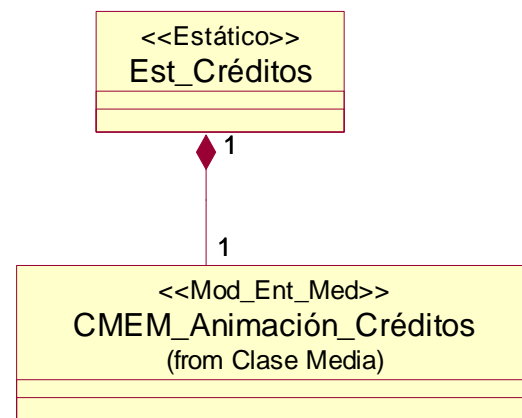 <<Estático>>
Est_Créditos
1
1
<<Mod_Ent_Med>>
CMEM_Animación_Créditos
(from Clase Media)